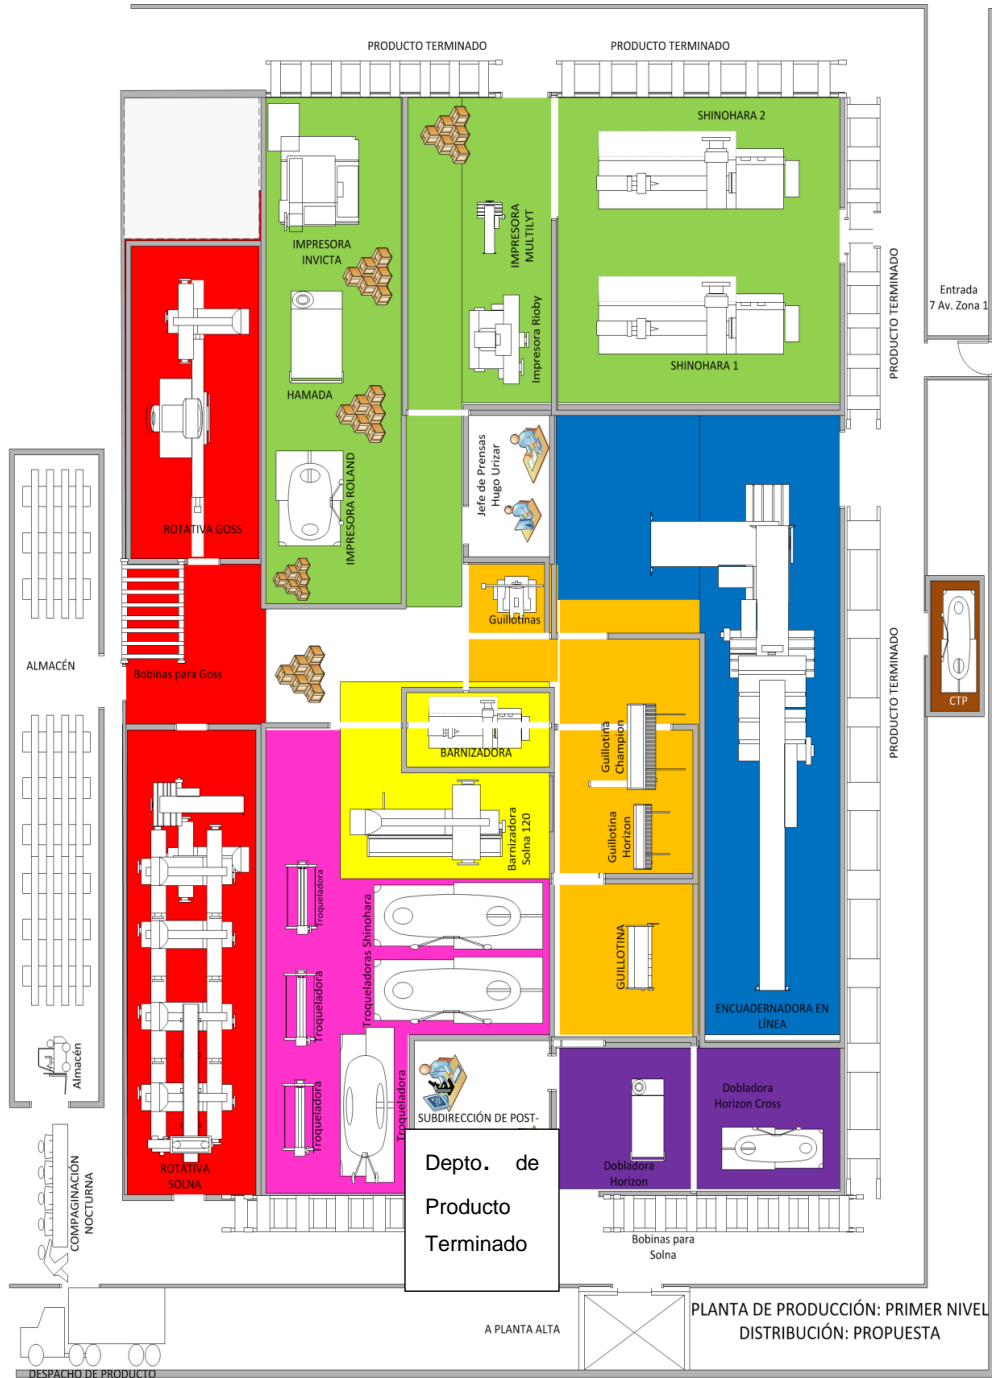 PRODUCTO TERMINADO
PRODUCTO TERMINADO
SHINOHARA 2
IMPRESORA
INVICTA
IMPRESORA
MULTILYT
PRODUCTO TERMINADO
Entrada
7 Av. Zona 1
Impresora Rioby
SHINOHARA 1
HAMADA
Jefe de Prensas
Hugo Urizar
IMPRESORA ROLAND
ROTATIVA GOSS
Guillotinas
ALMACÉN
Bobinas para Goss
PRODUCTO TERMINADO
CTP
BARNIZADORA
Guillotina
Champion
Barnizadora
Solna 120
Guillotina
Horizon
Troqueladora
Troqueladoras Shinohara
GUILLOTINA
Troqueladora
ENCUADERNADORA EN
LÍNEA
Almacén
Troqueladora
Troqueladora
SUBDIRECCIÓN DE POST-
Dobladora
Horizon Cross
Depto. de
Producto
Terminado
Dobladora
Horizon
ROTATIVA
SOLNA
COMPAGINACIÓN
NOCTURNA
Bobinas para
Solna
A PLANTA ALTA
PLANTA DE PRODUCCIÓN: PRIMER NIVEL
DISTRIBUCIÓN: PROPUESTA
DESPACHO DE PRODUCTO